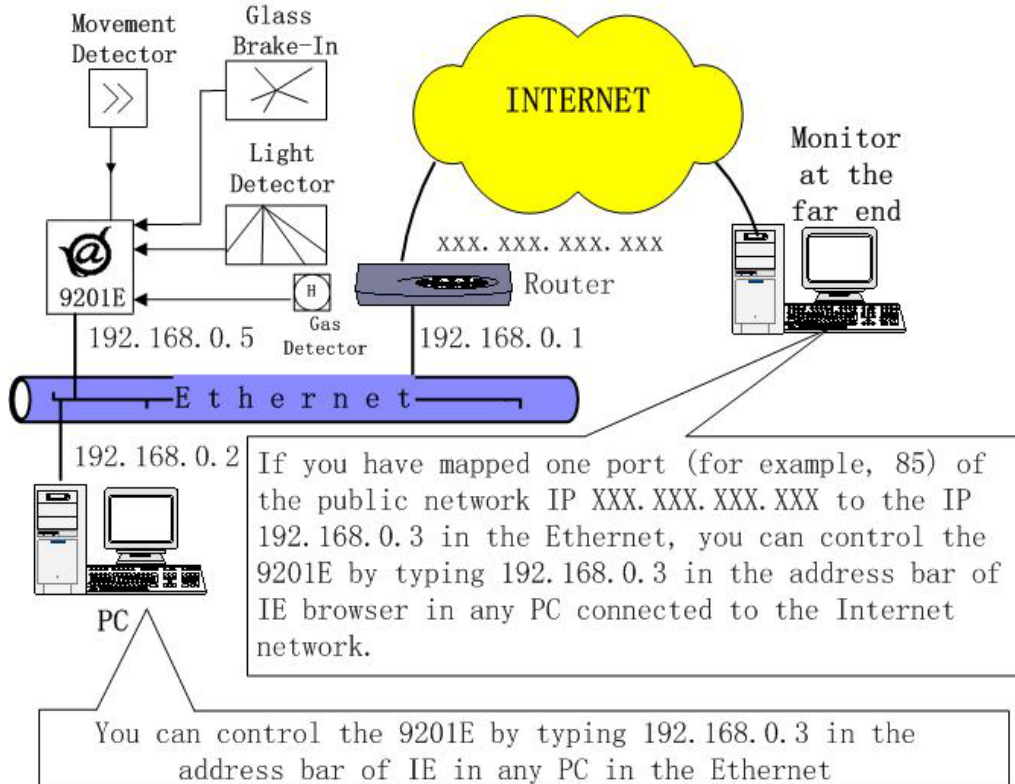 Movement
Detector
Glass
Brake-In
INTERNET
Light
Detector
Monitor
at the
far end
@
9201E
H
Gas
Detector
xxx.xxx.xxx.xxx
Router
192.168.0.5
192.168.0.1
Ethernet
192.168.0.2
PC
If you have mapped one port (for example, 85) of
the public network IP XXX.XXX.XXX.XXX to the IP
192.168.0.3 in the Ethernet, you can control the
9201E by typing 192.168.0.3 in the address bar of
IE browser in any PC connected to the Internet
network.
You can control the 9201E by typing 192.168.0.3 in the
address bar of IE in any PC in the Ethernet